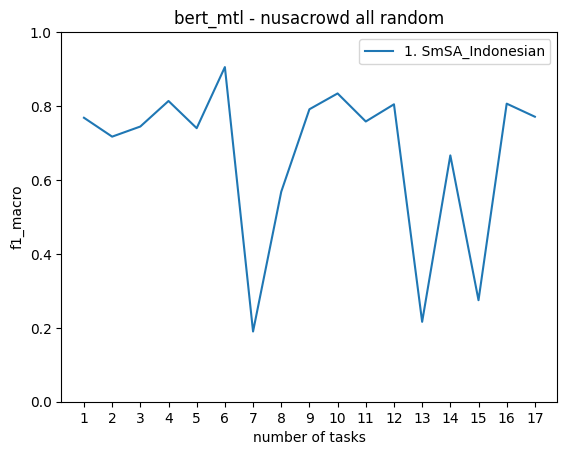 bert_mtl - nusacrowd all random
1. SmSA_Indonesian
f1_macro
1.0
0.8
0.6
0.4
0.2
0.0
1 2 3 4 5 6 7 8 9 10 11 12 13 14 15 16 17
number of tasks